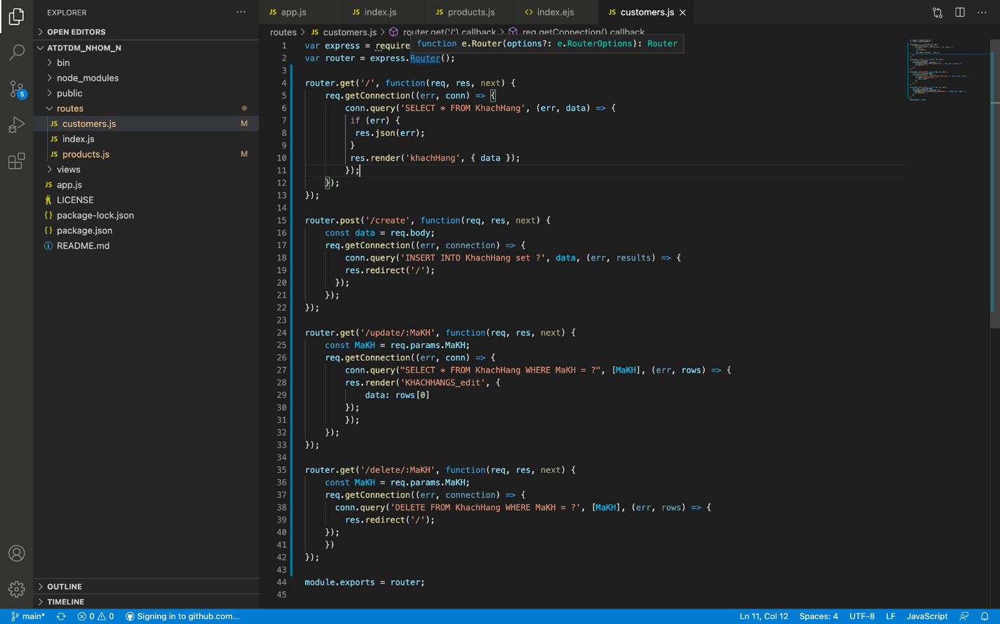 EXPLORER
OPEN EDITORS
ATDTDM_NHOM_N
bin
node_modules
public
routes
JS customers.js M
JS index.js
JS products.js M
views
JS app.js
LICENSE
{} package-lock.json
{} package.json
README.md
OUTLINE
TIMELINE
5
JS app.js
JS index.js
JS products.js
<> index.ejs
JS customers.js
routes > JS customers.js > router.get('/') callback > req.getConnection() callback
function e.Router(options?: e.RouterOptions): Router
1 var express = require
2 var router = express.Router();
3
4 router.get('/', function(req, res, next) {
5 req.getConnection((err, conn) => {
6 conn.query('SELECT * FROM KhachHang', (err, data) => {
7 if (err) {
8 res.json(err);
9 }
10 res.render('khachHang', { data });
11 });
12 });
13 });
14
15 router.post('/create', function(req, res, next) {
16 const data = req.body;
17 req.getConnection((err, connection) => {
18 conn.query('INSERT INTO KhachHang set ?', data, (err, results) => {
19 res.redirect('/');
20 });
21 });
22 });
23
24 router.get('/update/:MaKH', function(req, res, next) {
25 const MaKH = req.params.MaKH;
26 req.getConnection((err, conn) => {
27 conn.query("SELECT * FROM KhachHang WHERE MaKH = ?", [MaKH], (err, rows) => {
28 res.render('KHACHHANGS_edit', {
29 data: rows[0]
30 });
31 });
32 });
33 });
34
35 router.get('/delete/:MaKH', function(req, res, next) {
36 const MaKH = req.params.MaKH;
37 req.getConnection((err, connection) => {
38 conn.query('DELETE FROM KhachHang WHERE MaKH = ?', [MaKH], (err, rows) => {
39 res.redirect('/');
40 });
41 })
42 });
43
44 module.exports = router;
45
main* 0 0 Signing in to github.com... Ln 11, Col 12 Spaces: 4 UTF-8 LF JavaScript